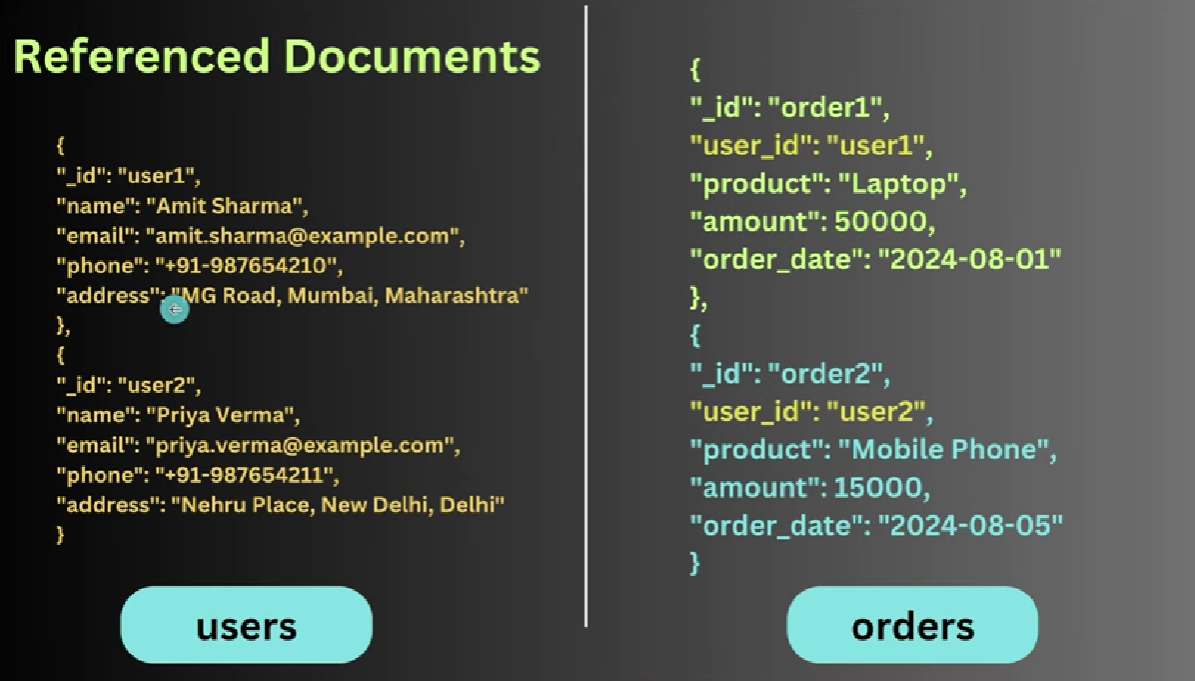 Referenced Documents
{
"_id": "user1",
"name": "Amit Sharma",
"email": "amit.sharma@example.com",
"phone": "+91-987654210",
"address": "MG Road, Mumbai, Maharashtra"
},
{
"_id": "user2",
"name": "Priya Verma",
"email": "priya.verma@example.com",
"phone": "+91-987654211",
"address": "Nehru Place, New Delhi, Delhi"
}
users
{
"_id": "order1",
"user_id": "user1",
"product": "Laptop",
"amount": 50000,
"order_date": "2024-08-01"
},
{
"_id": "order2",
"user_id": "user2",
"product": "Mobile Phone",
"amount": 15000,
"order_date": "2024-08-05"
}
orders